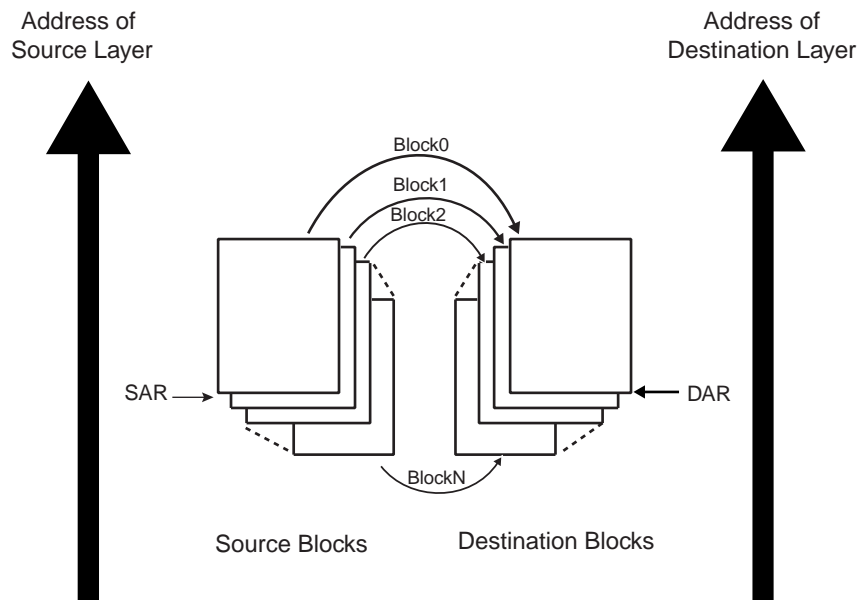 Address of
Source Layer
Address of
Destination Layer
Block0
Block1
Block2
SAR
DAR
BlockN
Source Blocks
Destination Blocks